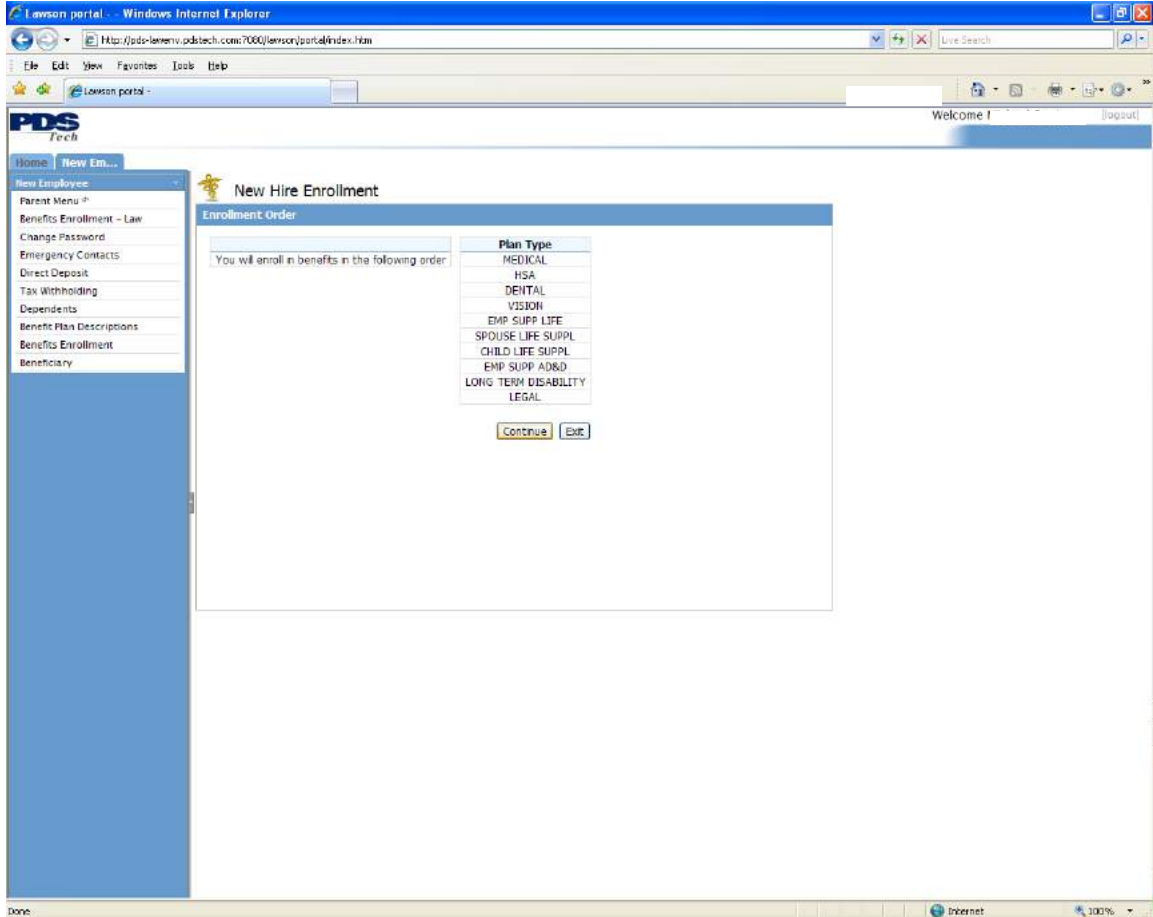 Lawson portal - - Windows Internet Explorer
http://pds-lawenv.pdstech.com:7080/lawson/portal/index.htm
Live Search
File Edit View Favorites Tools Help
Lawson portal -
PDS
Tech
Welcome
[logout]
Home New Em...
New Employee
Parent Menu
Benefits Enrollment - Law
Change Password
Emergency Contacts
Direct Deposit
Tax Withholding
Dependents
Benefit Plan Descriptions
Benefits Enrollment
Beneficiary
New Hire Enrollment
Enrollment Order
Plan Type
You will enroll in benefits in the following order MEDICAL
HSA
DENTAL
VISION
EMP SUPP LIFE
SPOUSE LIFE SUPPL
CHILD LIFE SUPPL
EMP SUPP AD&D
LONG TERM DISABILITY
LEGAL
Continue Exit
Done
Internet
100%